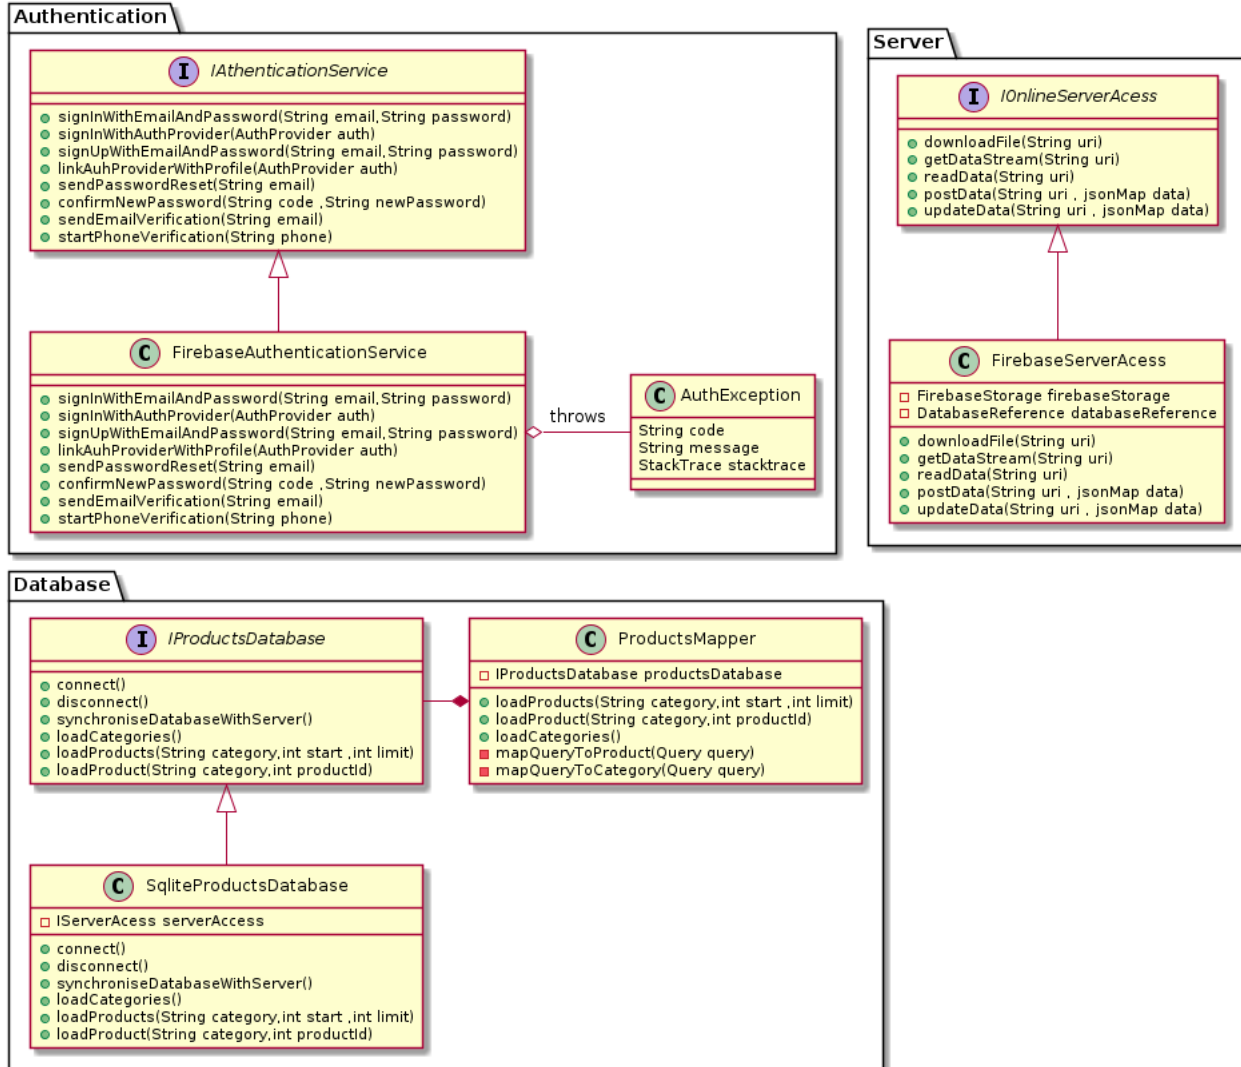 Authentication
I IAthenticationService
signInWithEmailAndPassword(String email,String password)
signInWithAuthProvider(AuthProvider auth)
signUpWithEmailAndPassword(String email,String password)
linkAuhProviderWithProfile(AuthProvider auth)
sendPasswordReset(String email)
confirmNewPassword(String code ,String newPassword)
sendEmailVerification(String email)
startPhoneVerification(String phone)
C FirebaseAuthenticationService
signInWithEmailAndPassword(String email,String password)
signInWithAuthProvider(AuthProvider auth)
signUpWithEmailAndPassword(String email,String password)
linkAuhProviderWithProfile(AuthProvider auth)
sendPasswordReset(String email)
confirmNewPassword(String code ,String newPassword)
sendEmailVerification(String email)
startPhoneVerification(String phone)
throws
C AuthException
String code
String message
StackTrace stacktrace
Server
I IOnlineServerAcess
downloadFile(String uri)
getDataStream(String uri)
readData(String uri)
postData(String uri , jsonMap data)
updateData(String uri , jsonMap data)
C FirebaseServerAcess
FirebaseStorage firebaseStorage
DatabaseReference databaseReference
downloadFile(String uri)
getDataStream(String uri)
readData(String uri)
postData(String uri , jsonMap data)
updateData(String uri , jsonMap data)
Database
I IProductsDatabase
connect()
disconnect()
synchroniseDatabaseWithServer()
loadCategories()
loadProducts(String category,int start ,int limit)
loadProduct(String category,int productId)
C ProductsMapper
IProductsDatabase productsDatabase
loadProducts(String category,int start ,int limit)
loadProduct(String category,int productId)
loadCategories()
mapQueryToProduct(Query query)
mapQueryToCategory(Query query)
C SqliteProductsDatabase
IServerAcess serverAccess
connect()
disconnect()
synchroniseDatabaseWithServer()
loadCategories()
loadProducts(String category,int start ,int limit)
loadProduct(String category,int productId)